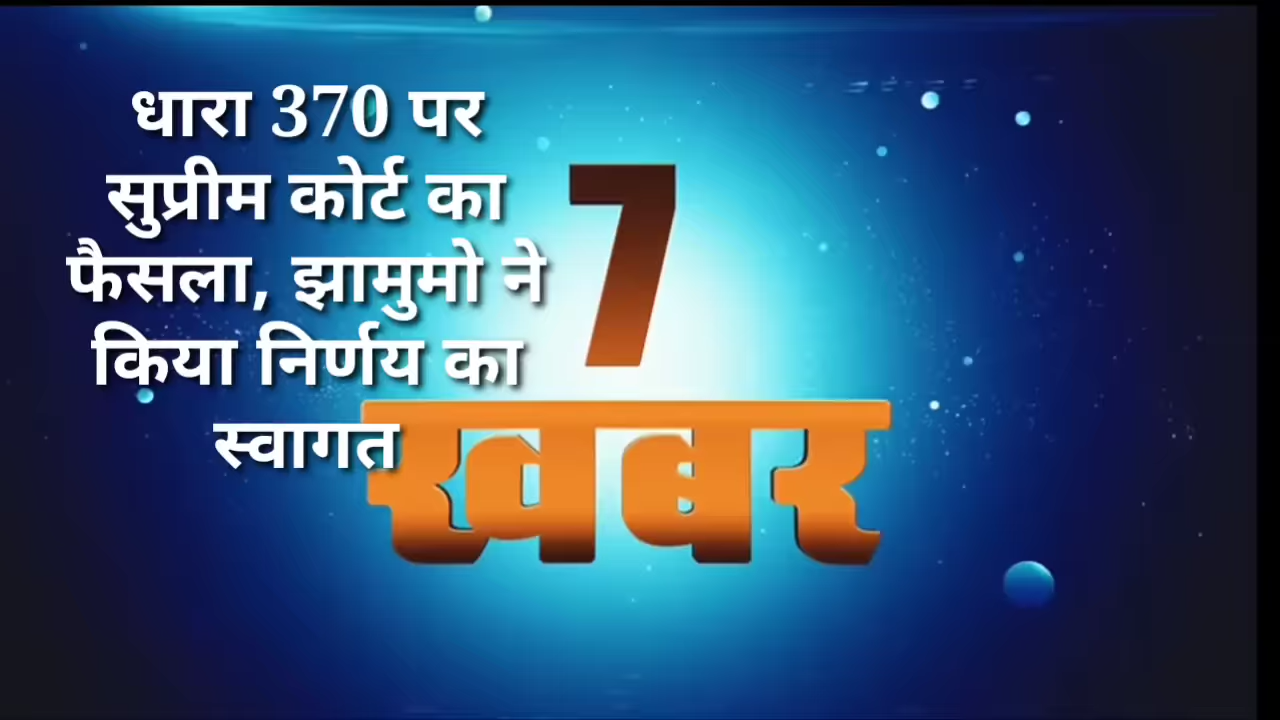 धारा 370 पर
सुप्रीम कोर्ट का
फैसला, झामुमो ने
किया निर्णय का
स्वागत
7
खबर